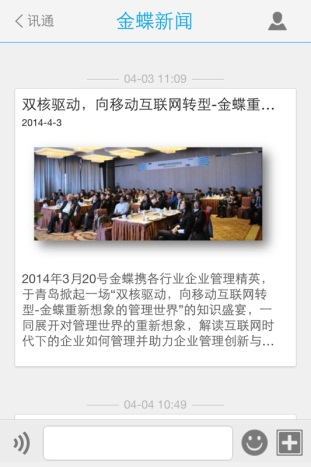 讯通
金蝶新闻
04-03 11:09
双核驱动，向移动互联网转型-金蝶重…
2014-4-3
2014年3月20号金蝶携各行业企业管理精英，
于青岛掀起一场“双核驱动，向移动互联网转
型-金蝶重新想象的管理世界"的知识盛宴，一
同展开对管理世界的重新想象，解读互联网时
代下的企业如何管理并助力企业管理创新与…
04-04 10:49